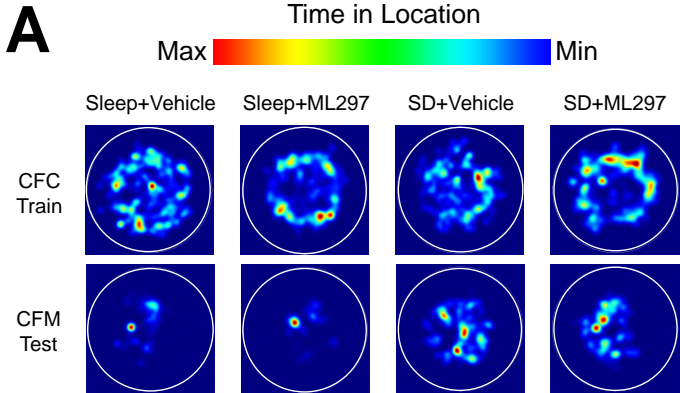 A
Time in Location
Max
Min
Sleep+Vehicle
Sleep+ML297
SD+Vehicle
SD+ML297
CFC
Train
CFM
Test